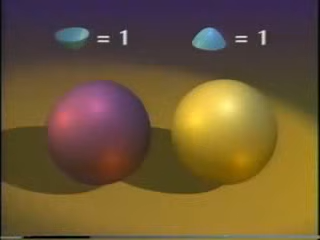 = 1 = 1